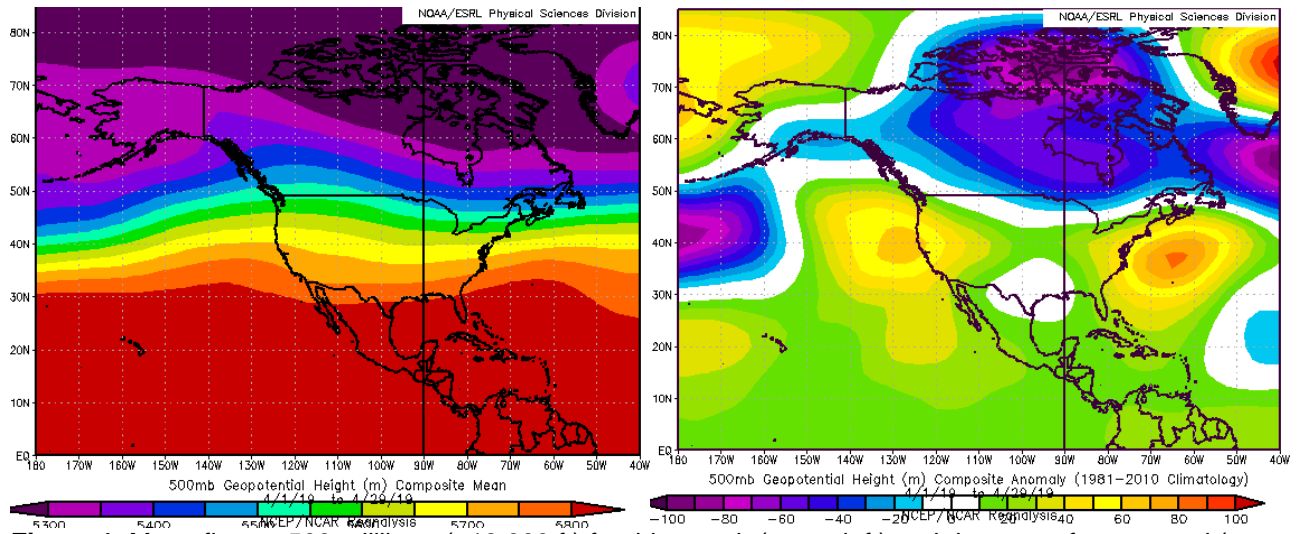 NOAA/ESRL Physical Sciences Division
80N
70N
60N
50N
40N
30N
20N
10N
EQ
180 170W 160W 150W 140W 130W 120W 110W 100W 90W 80W 70W 60W 50W 40W
500mb Geopotential Height (m) Composite Mean
4/1/19 to 4/29/19
NCEP/NCAR Reanalysis
5300 5400 5500 5600 5700 5800
NOAA/ESRL Physical Sciences Division
80N
70N
60N
50N
40N
30N
20N
10N
EQ
180 170W 160W 150W 140W 130W 120W 110W 100W 90W 80W 70W 60W 50W 40W
500mb Geopotential Height (m) Composite Anomaly (1981-2010 Climatology)
4/1/19 to 4/29/19
NCEP/NCAR Reanalysis
-100 -80 -60 -40 -20 0 20 40 60 80 100